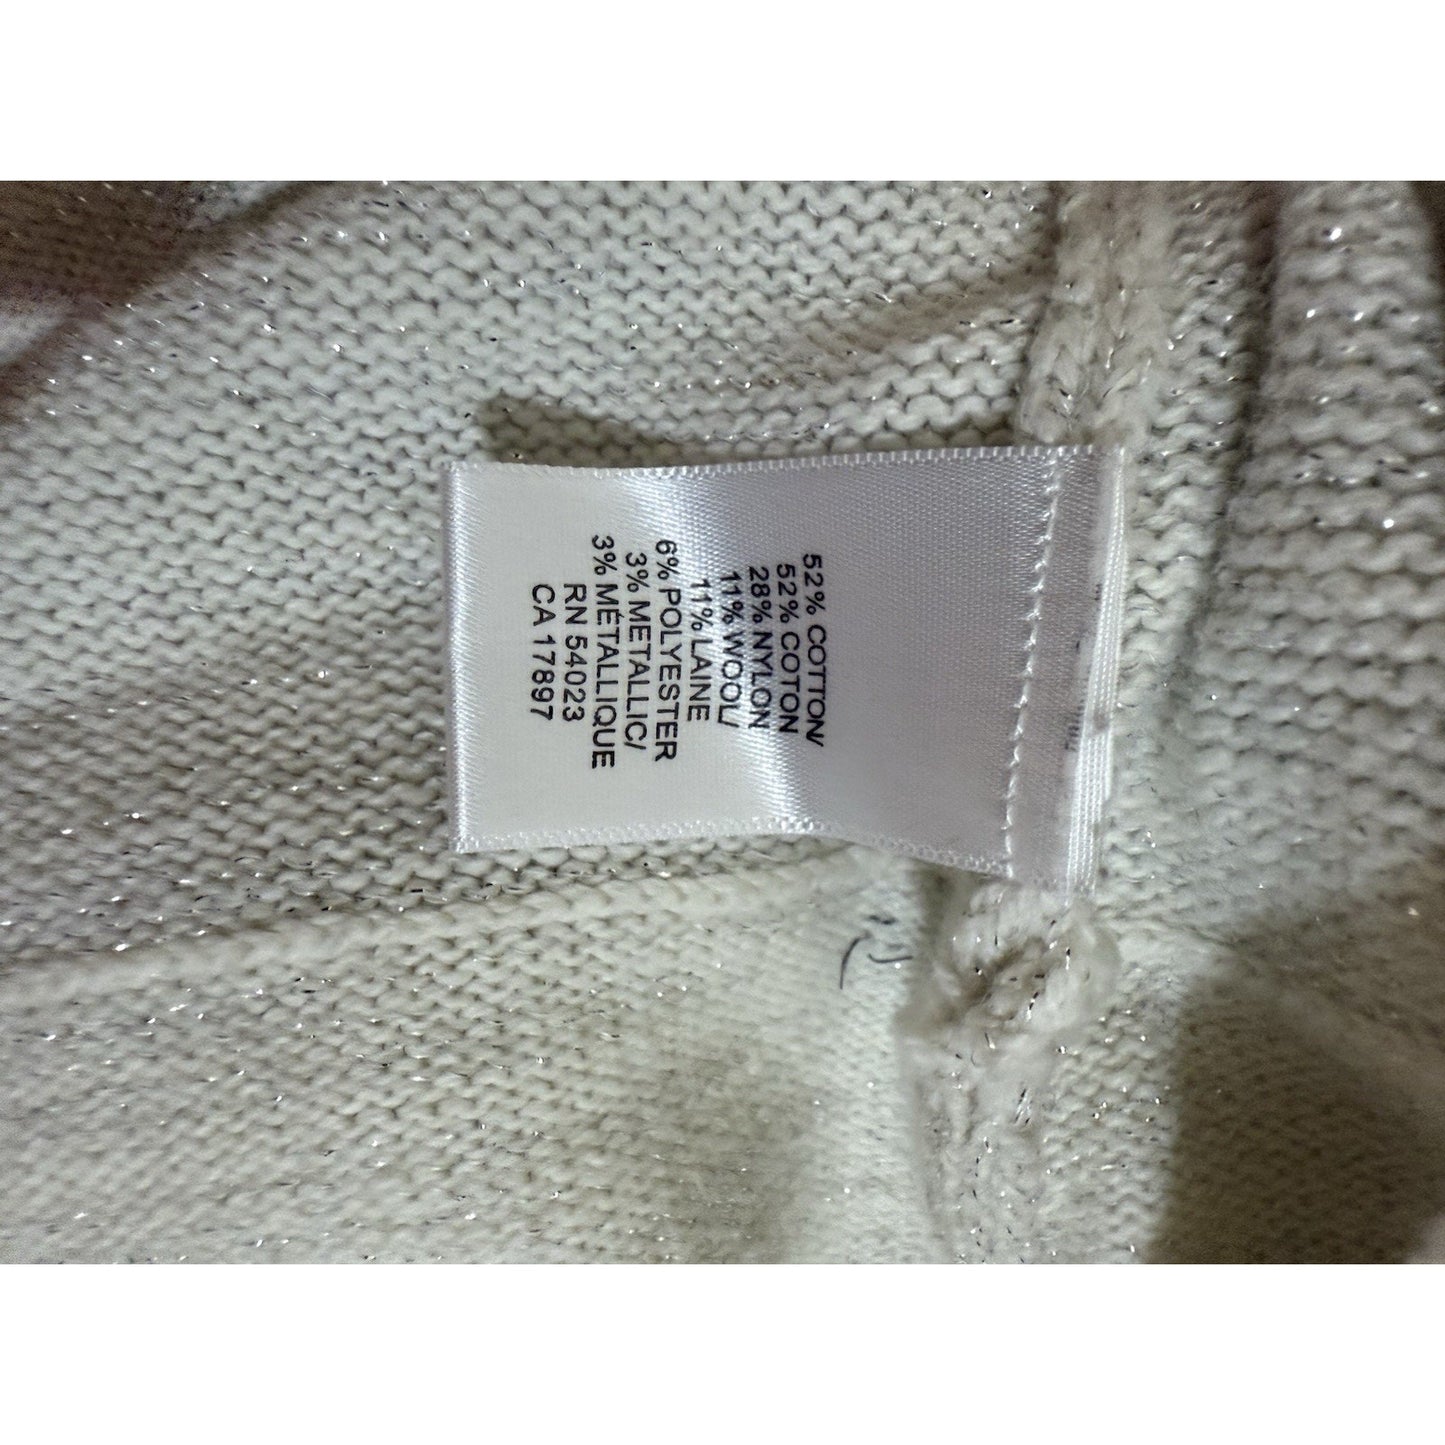 52% COTTON/
52% COTON
28% NYLON
11% WOOL/
11% LAINE
6% POLYESTER
3% METALLIC/
3% MÉTALLIQUE
RN 54023
CA 17897